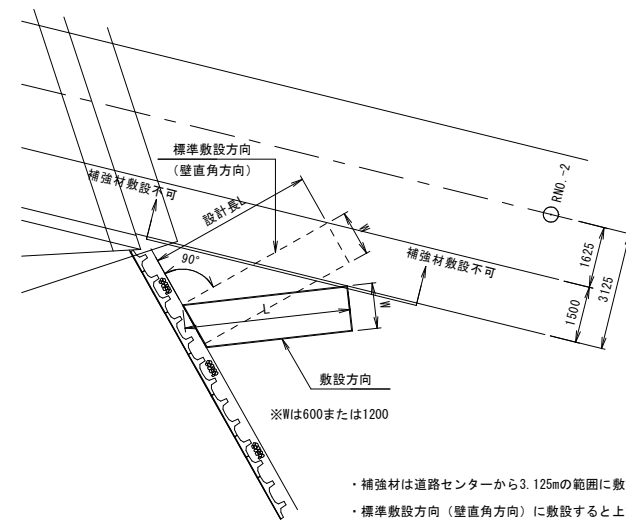 標準敷設方向
(壁直角方向)
補強材敷設不可
設計長L
W
RNO.-2
90°
補強材敷設不可
1625
3125
1500
L
W
敷設方向
※Wは600または1200
・補強材は道路センターから3.125mの範囲に敷
・標準敷設方向(壁直角方向)に敷設すると上